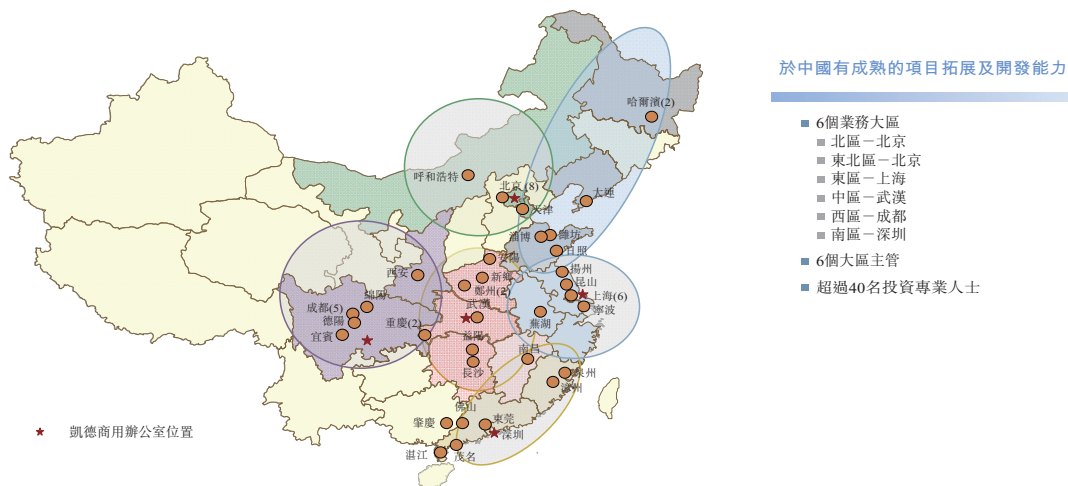 於中國有成熟的項目拓展及開發能力
6個業務大區
北區－北京
東北區－北京
東區－上海
中區－武漢
西區－成都
南區－深圳
6個大區主管
超過40名投資專業人士
哈爾濱(2)
呼和浩特
北京(8)
大連
天津
淄博
濰坊
日照
安陽
西安
新鄉
揚州
昆山
鄭州(2)
上海(6)
綿陽
成都(5)
武漢
寧波
德陽
重慶(2)
蕪湖
宜賓
益陽
南昌
長沙
泉州
漳州
佛山
肇慶
東莞
深圳
湛江
茂名
凱德商用辦公室位置